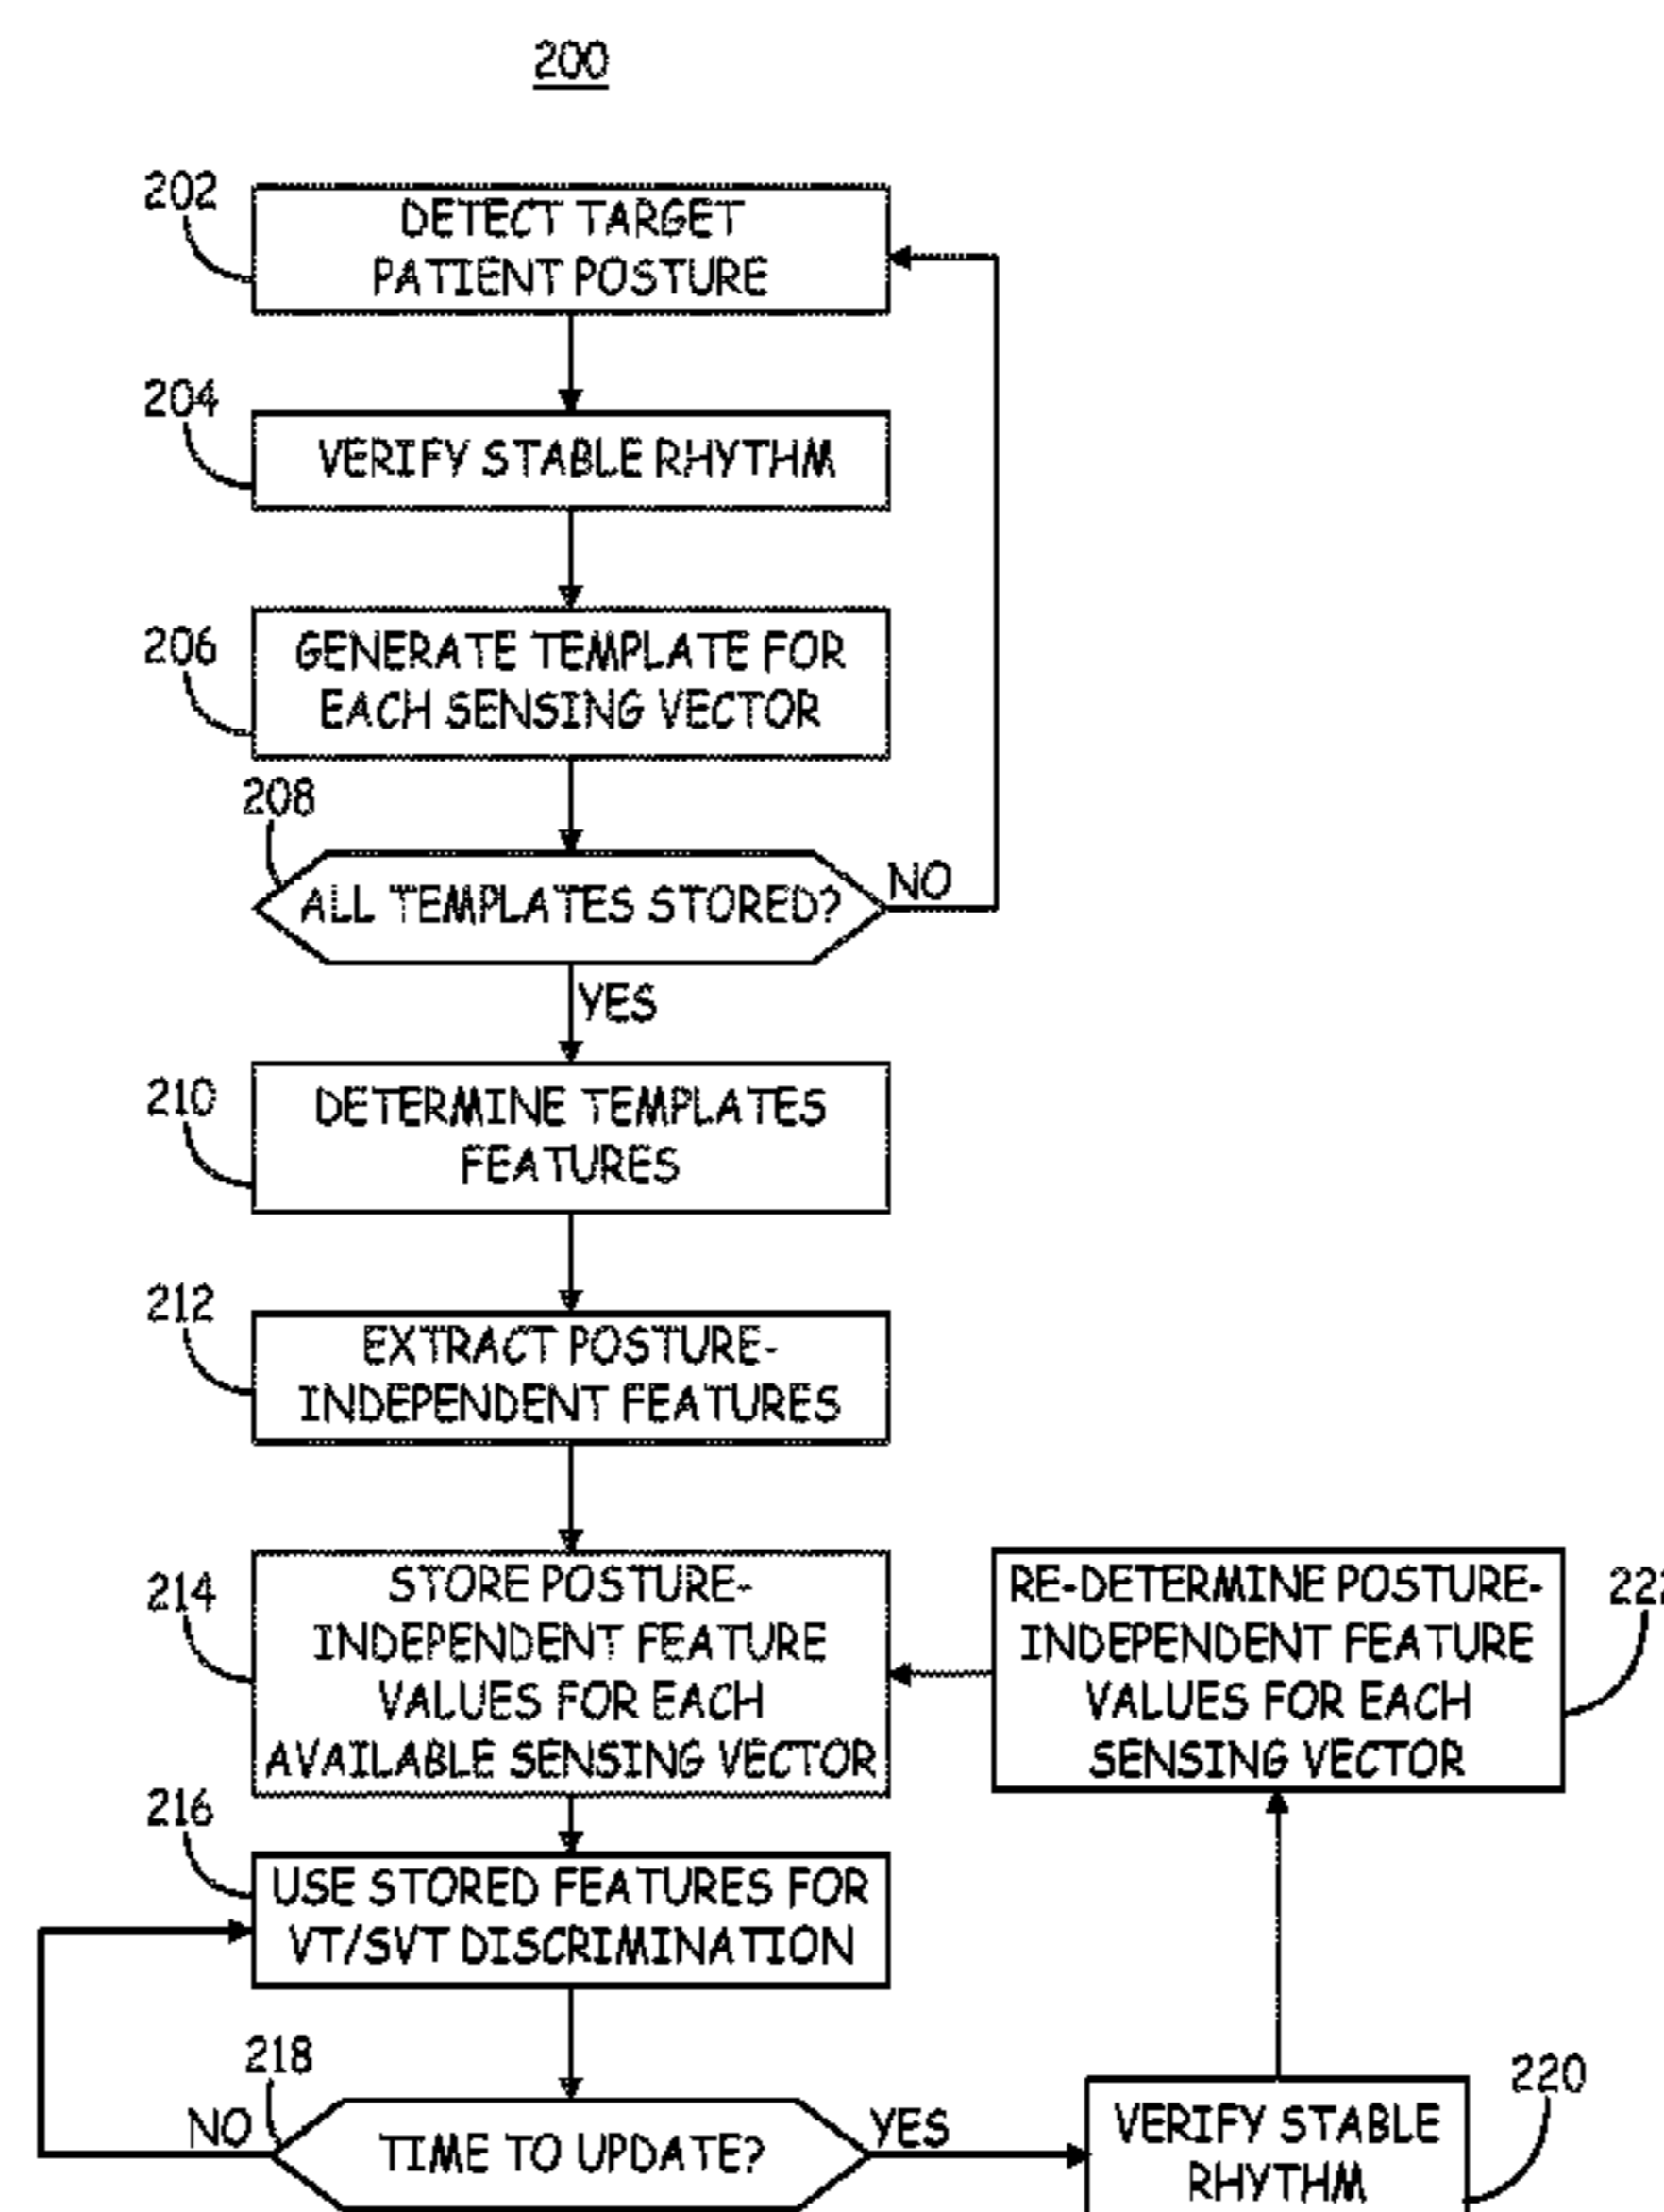 200
202
DETECT TARGET
PATIENT POSTURE
204
VERIFY STABLE RHYTHM
206
GENERATE TEMPLATE FOR
EACH SENSING VECTOR
208
ALL TEMPLATES STORED?
NO
YES
210
DETERMINE TEMPLATES
FEATURES
212
EXTRACT POSTURE-
INDEPENDENT FEATURES
214
STORE POSTURE-
INDEPENDENT FEATURE
VALUES FOR EACH
AVAILABLE SENSING VECTOR
RE-DETERMINE POSTURE-
INDEPENDENT FEATURE
VALUES FOR EACH
SENSING VECTOR
216
USE STORED FEATURES FOR
VT/SVT DISCRIMINATION
218
NO
TIME TO UPDATE?
YES
220
VERIFY STABLE
RHYTHM